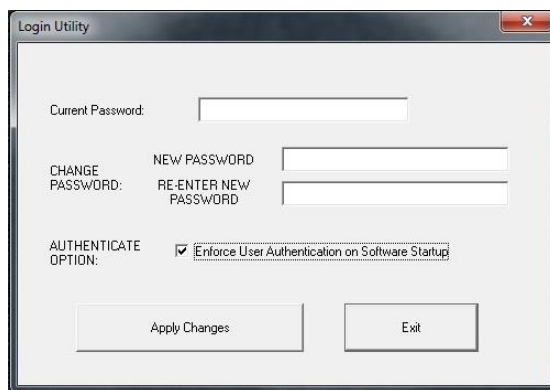 Login Utility
Current Password:
CHANGE
PASSWORD:
NEW PASSWORD
RE-ENTER NEW
PASSWORD
AUTHENTICATE
OPTION:
Enforce User Authentication on Software Startup
Apply Changes
Exit